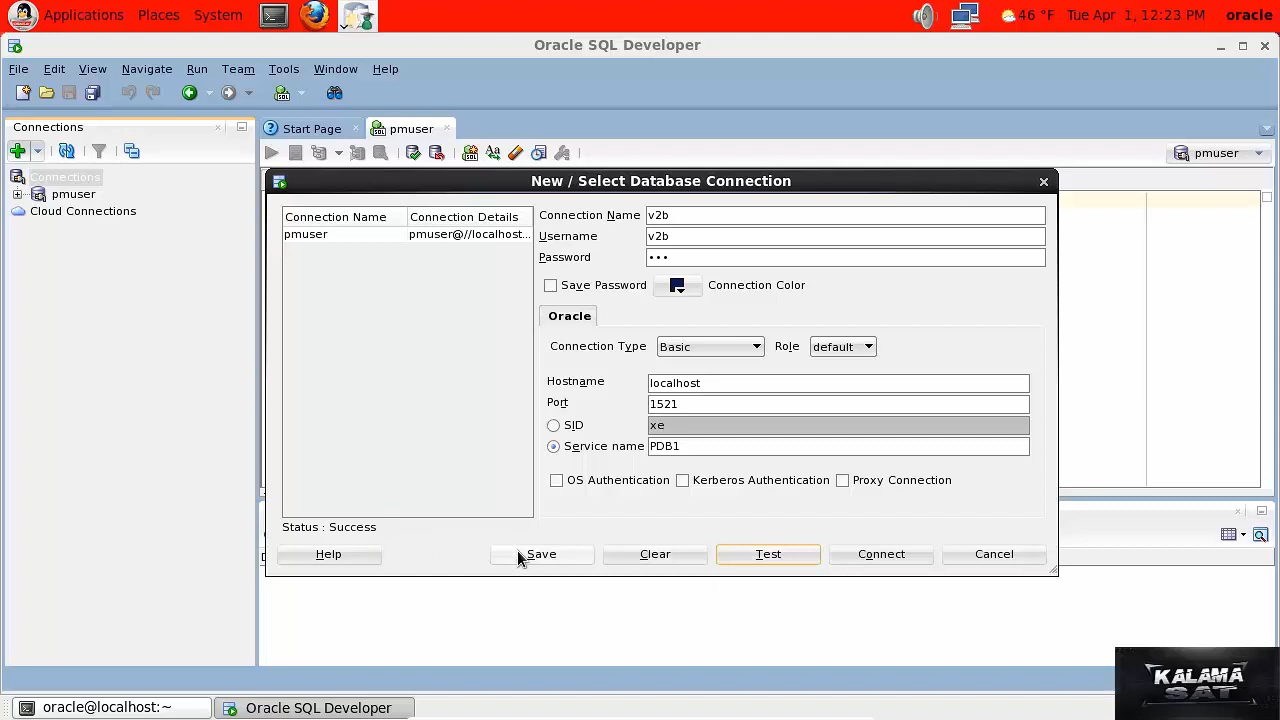 Applications Places System 46 °F Tue Apr 1, 12:23 PM oracle
Oracle SQL Developer
File Edit View Navigate Run Team Tools Window Help
Connections
Start Page
pmuser
pmuser
Connections
pmuser
Cloud Connections
New / Select Database Connection
Connection Name Connection Details
pmuser pmuser@//localhost...
Connection Name v2b
Username v2b
Password •••
Save Password Connection Color
Oracle
Connection Type Basic Role default
Hostname localhost
Port 1521
SID xe
Service name PDB1
OS Authentication Kerberos Authentication Proxy Connection
Status : Success
Help Save Clear Test Connect Cancel
KALAMA
SAT
oracle@localhost:~ Oracle SQL Developer